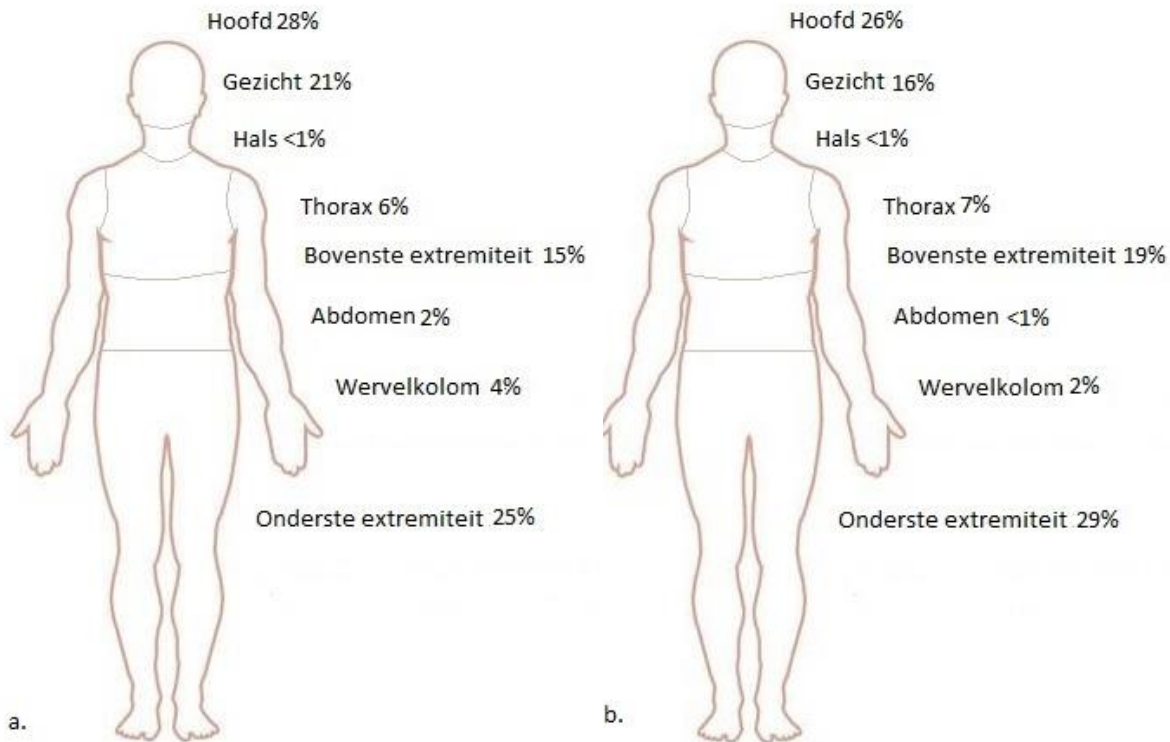 Hoofd 28%
Gezicht 21%
Hals <1%
Thorax 6%
Bovenste extremiteit 15%
Abdomen 2%
Wervelkolom 4%
Onderste extremiteit 25%
a.
Hoofd 26%
Gezicht 16%
Hals <1%
Thorax 7%
Bovenste extremiteit 19%
Abdomen <1%
Wervelkolom 2%
Onderste extremiteit 29%
b.